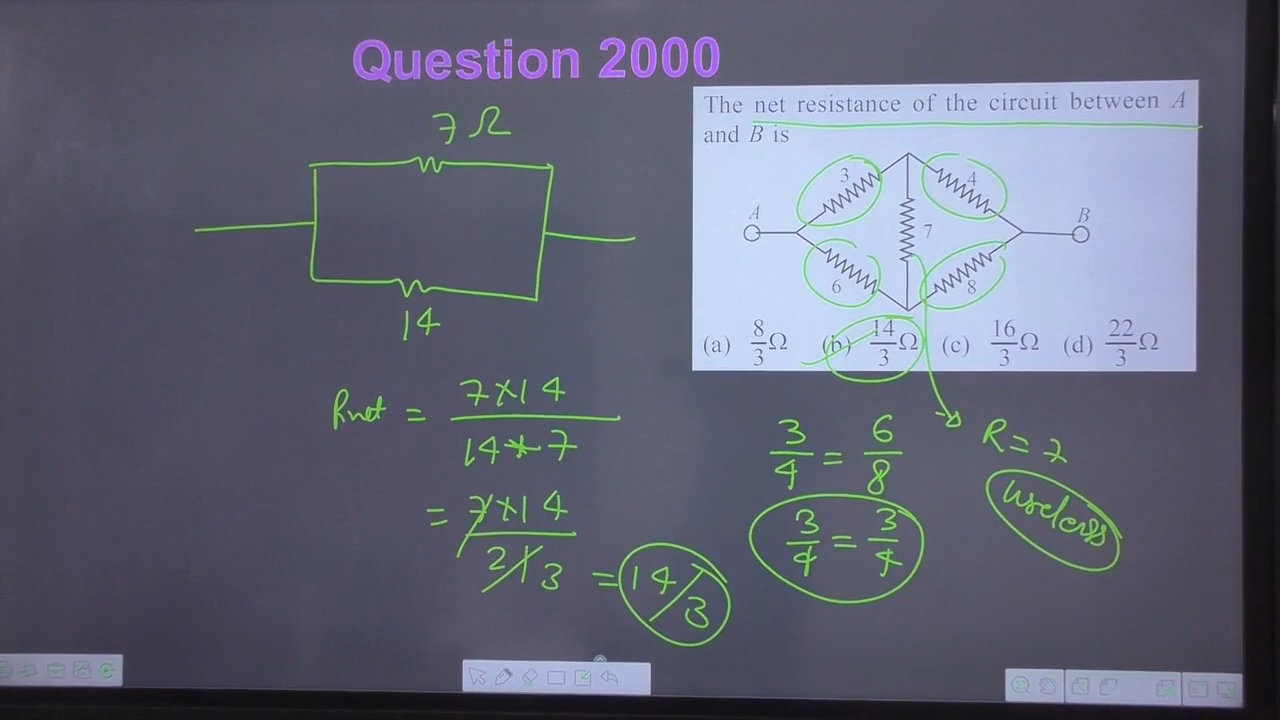 Question 2000
The net resistance of the circuit between A
and B is
3
4
A
B
7
6
8
(a) 8/3 Ω (b) 14/3 Ω (c) 16/3 Ω (d) 22/3 Ω
7 Ω
14
Rnet = 7×14
14+7
= 7×14
21 3
= 14/3
3/4 = 6/8
3/4 = 3/4
R = 7
useless